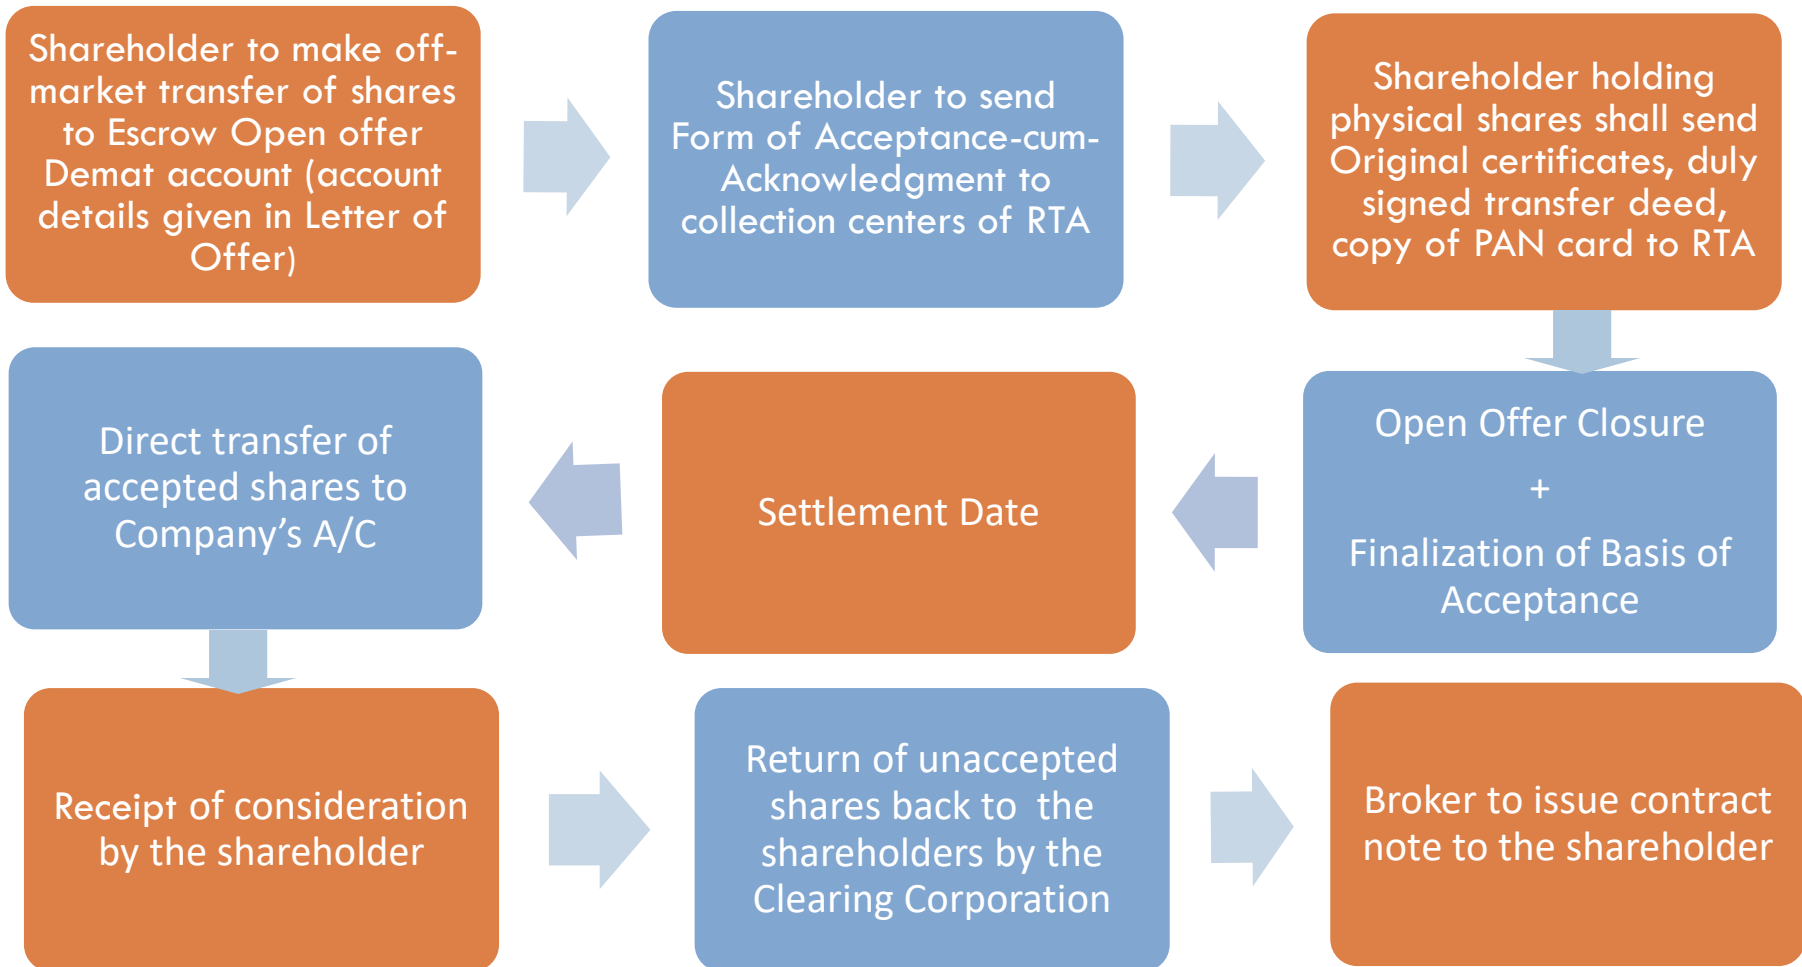 Shareholder to make off-
market transfer of shares
to Escrow Open offer
Demat account (account
details given in Letter of
Offer)
Shareholder to send
Form of Acceptance-cum-
Acknowledgment to
collection centers of RTA
Shareholder holding
physical shares shall send
Original certificates, duly
signed transfer deed,
copy of PAN card to RTA
Open Offer Closure
+
Finalization of Basis of
Acceptance
Settlement Date
Direct transfer of
accepted shares to
Company’s A/C
Receipt of consideration
by the shareholder
Return of unaccepted
shares back to the
shareholders by the
Clearing Corporation
Broker to issue contract
note to the shareholder